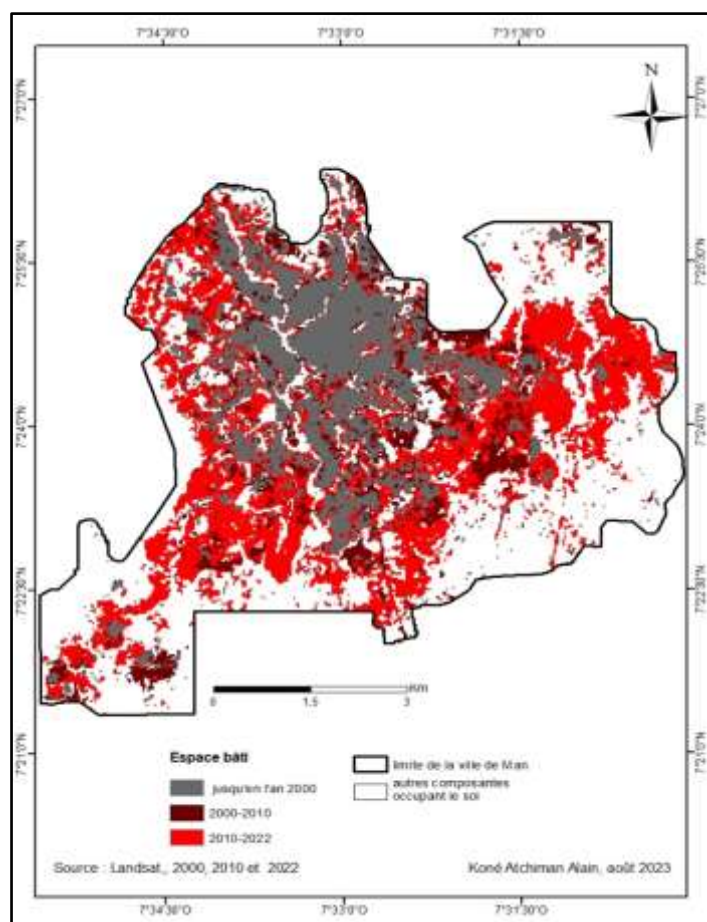 7°34'30"O 7°33'0"O 7°31'30"O
N
7°27'0"N 7°27'0"N
7°25'30"N 7°25'30"N
7°24'0"N 7°24'0"N
7°22'30"N 7°22'30"N
Km
0 1.5 3
7°21'0"N 7°21'0"N
Espace bâti
jusqu'en l'an 2000
2000-2010
2010-2022
limite de la ville de Man
autres composantes
occupant le sol
Source : Landsat,, 2000, 2010 et 2022 Koné Atchiman Alain, août 2023
7°34'30"O 7°33'0"O 7°31'30"O